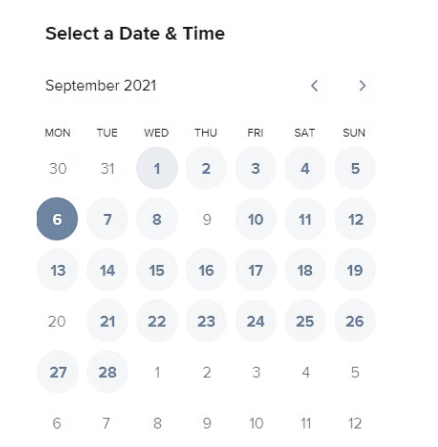 Select a Date & Time
September 2021
MON TUE WED THU FRI SAT SUN
30 31 1 2 3 4 5
6 7 8 9 10 11 12
13 14 15 16 17 18 19
20 21 22 23 24 25 26
27 28 1 2 3 4 5
6 7 8 9 10 11 12